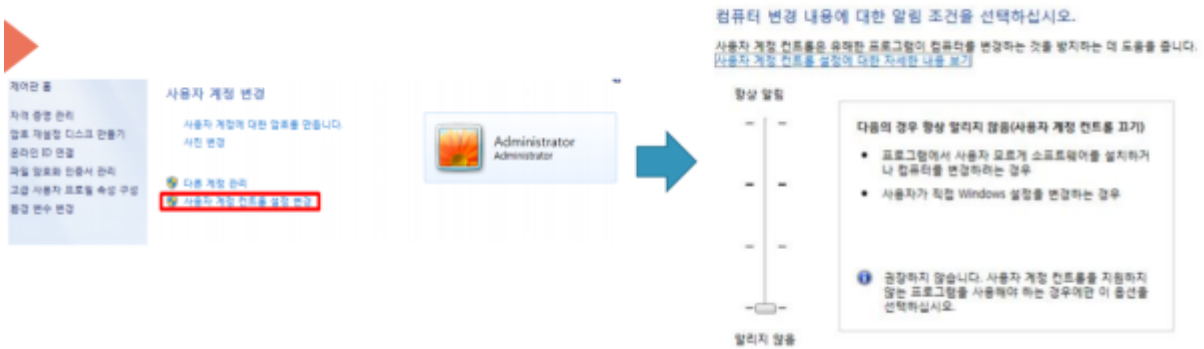 제어판 홈
자격 증명 관리
암호 재설정 디스크 만들기
온라인 ID 연결
파일 암호화 인증서 관리
고급 사용자 프로필 속성 구성
환경 변수 변경
사용자 계정 변경
사용자 계정에 대한 암호를 만듭니다.
사진 변경
다른 계정 관리
사용자 계정 컨트롤 설정 변경
Administrator
Administrator
컴퓨터 변경 내용에 대한 알림 조건을 선택하십시오.
사용자 계정 컨트롤은 유해한 프로그램이 컴퓨터를 변경하는 것을 방지하는 데 도움을 줍니다.
사용자 계정 컨트롤 설정에 대한 자세한 내용 보기
항상 알림
다음의 경우 항상 알리지 않음(사용자 계정 컨트롤 끄기)
프로그램에서 사용자 모르게 소프트웨어를 설치하거
나 컴퓨터를 변경하려는 경우
사용자가 직접 Windows 설정을 변경하는 경우
권장하지 않습니다. 사용자 계정 컨트롤을 지원하지
않는 프로그램을 사용해야 하는 경우에만 이 옵션을
선택하십시오.
알리지 않음